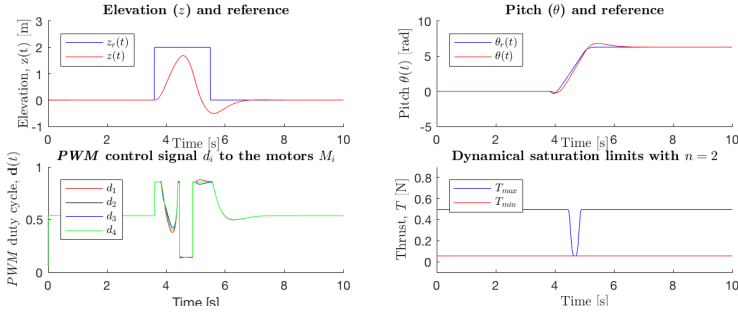 Elevation (z) and reference
Elevation, z(t) [m]
3
2
1
0
-1
z_r(t)
z(t)
0 2 4 6 8 10
Time [s]
Pitch (θ) and reference
Pitch θ(t) [rad]
10
5
0
-5
θ_r(t)
θ(t)
0 2 4 6 8 10
Time [s]
PWM control signal d_i to the motors M_i
PWM duty cycle, d(t)
1
0.5
0
d_1
d_2
d_3
d_4
0 2 4 6 8 10
Time [s]
Dynamical saturation limits with n = 2
Thrust, T [N]
0.8
0.6
0.4
0.2
0
T_max
T_min
0 2 4 6 8 10
Time [s]